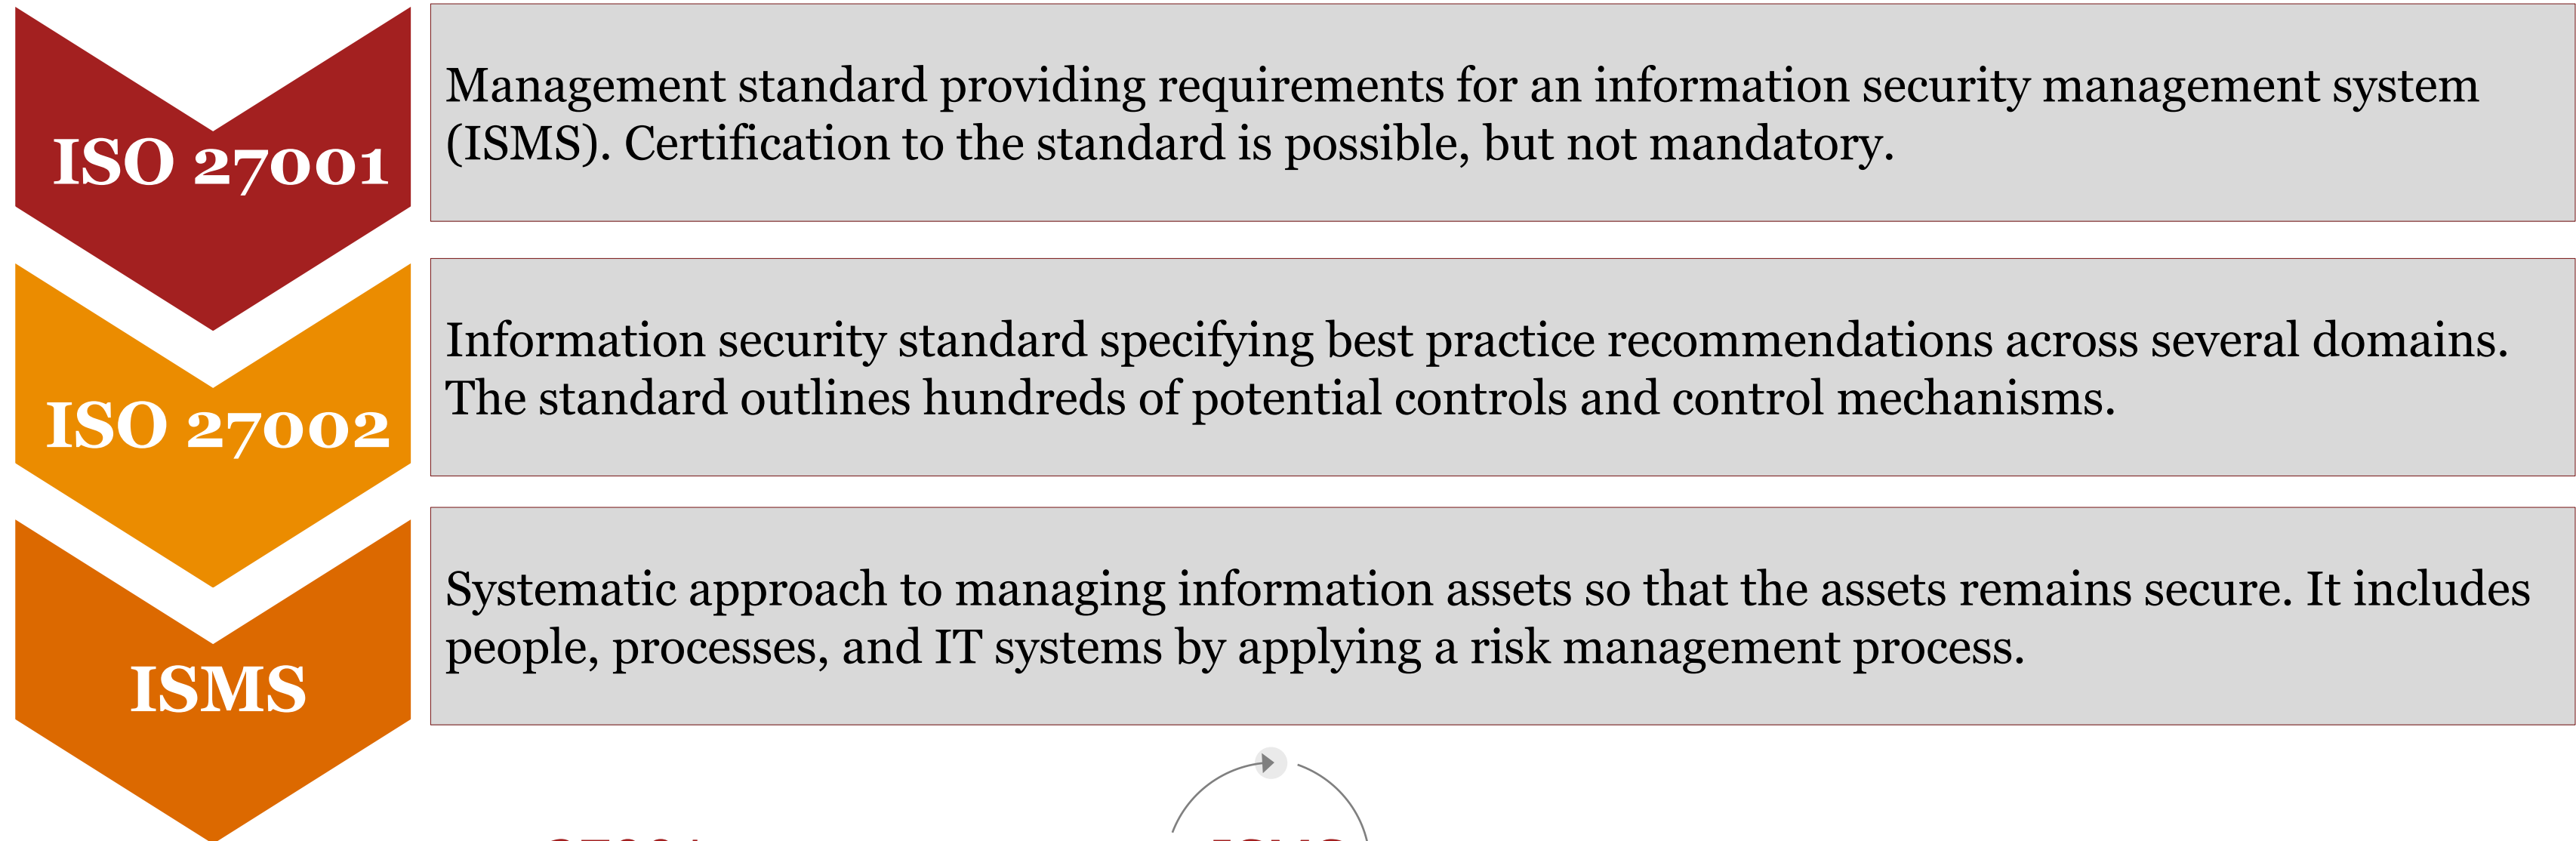 ISO 27001
Management standard providing requirements for an information security management system
(ISMS). Certification to the standard is possible, but not mandatory.
ISO 27002
Information security standard specifying best practice recommendations across several domains.
The standard outlines hundreds of potential controls and control mechanisms.
ISMS
Systematic approach to managing information assets so that the assets remains secure. It includes
people, processes, and IT systems by applying a risk management process.